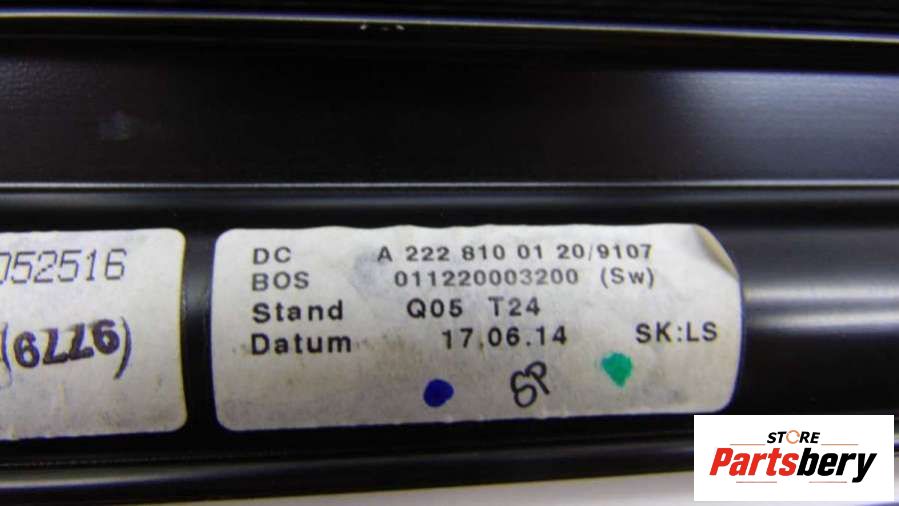 052516
(9779)
DC A 222 810 01 20/9107
BOS 011220003200 (Sw)
Stand Q05 T24
Datum 17.06.14 SK:LS
SP
STORE
Partsbery